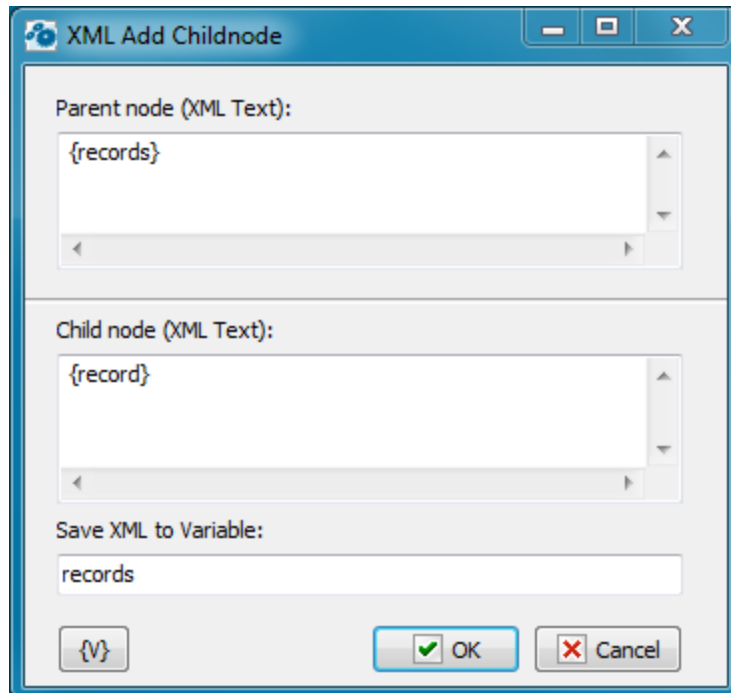 XML Add Childnode
Parent node (XML Text):
{records}
Child node (XML Text):
{record}
Save XML to Variable:
records
{V} OK Cancel